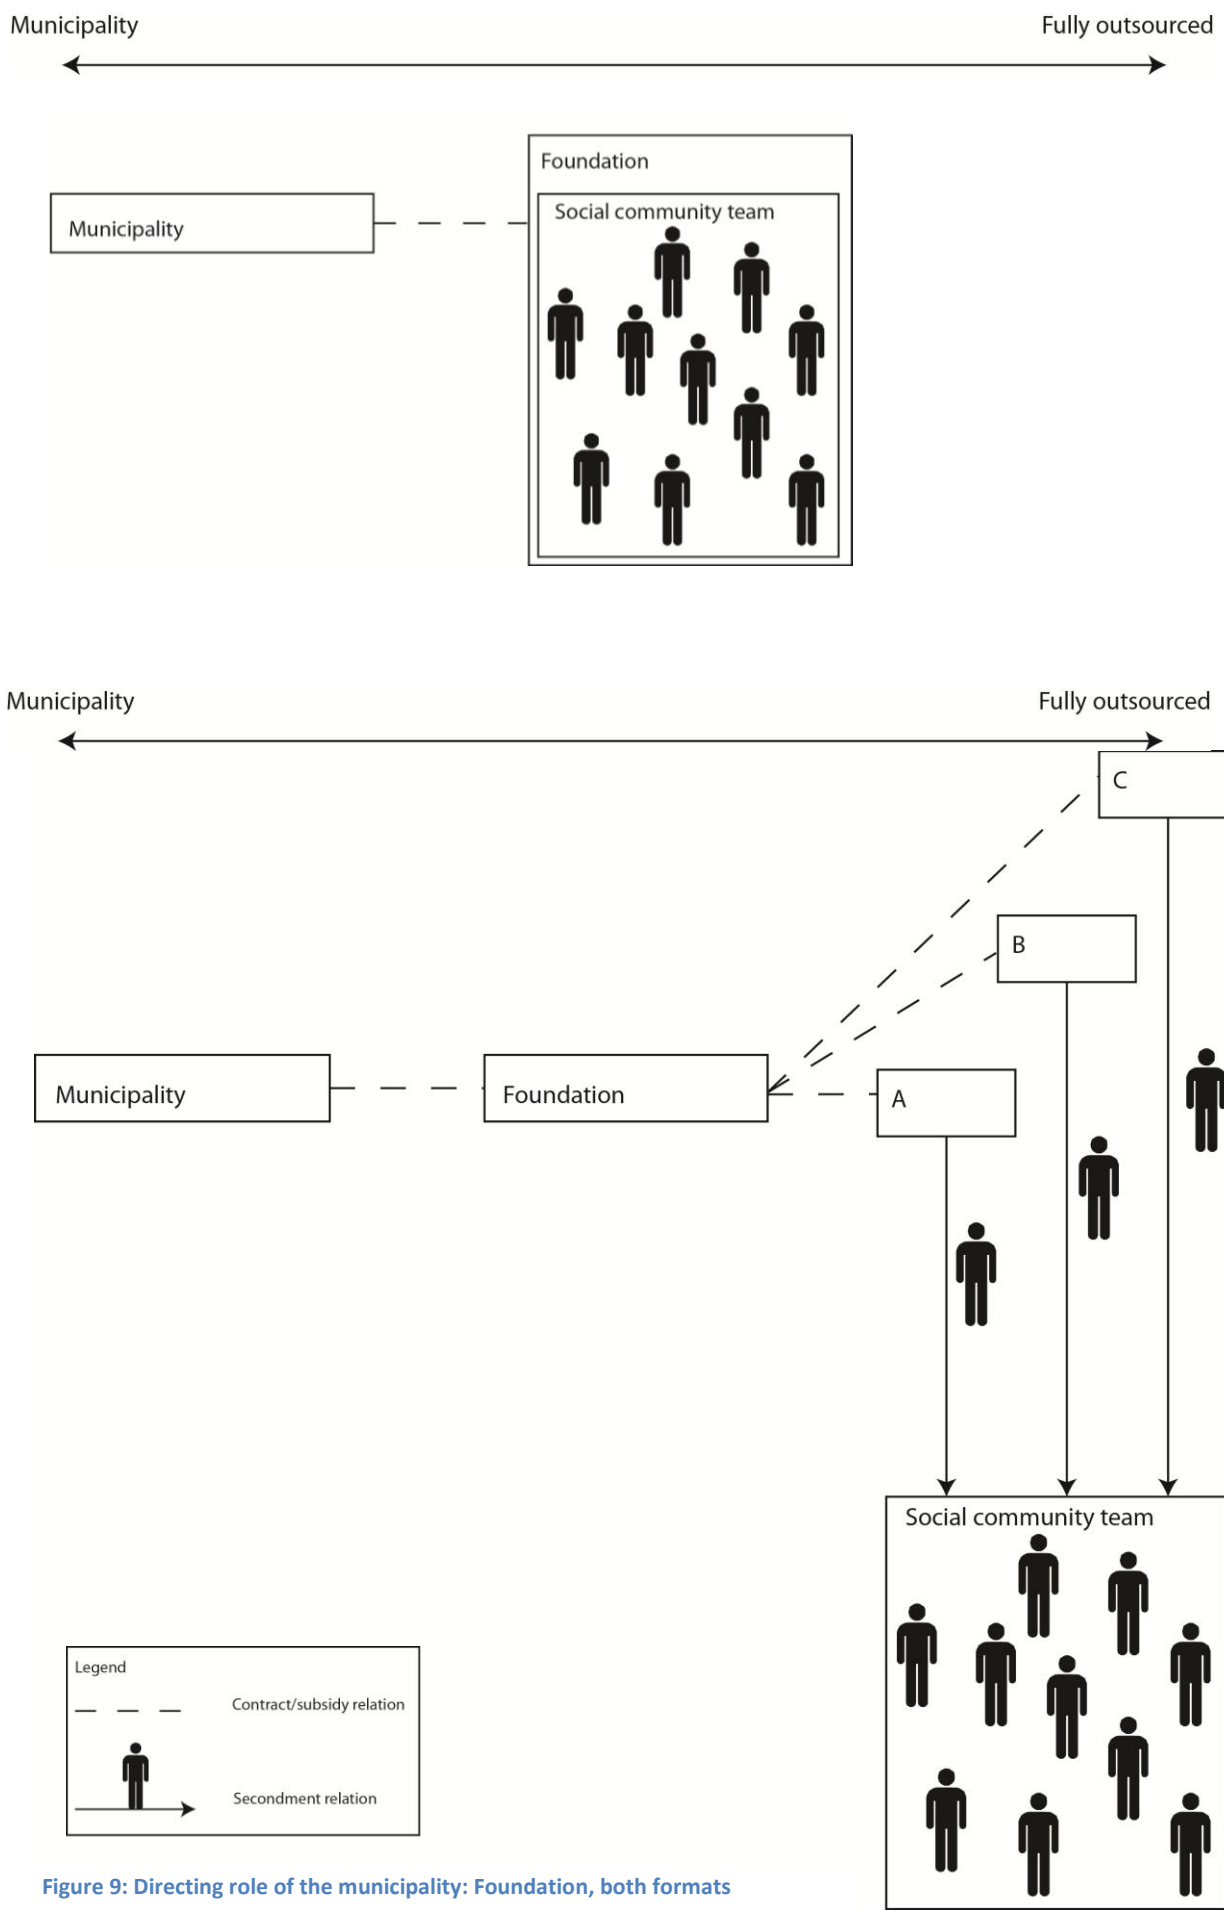 Municipality
Fully outsourced
Foundation
Social community team
Municipality
Municipality
Fully outsourced
C
B
Municipality
Foundation
A
Social community team
Legend
Contract/subsidy relation
Secondment relation
Figure 9: Directing role of the municipality: Foundation, both formats